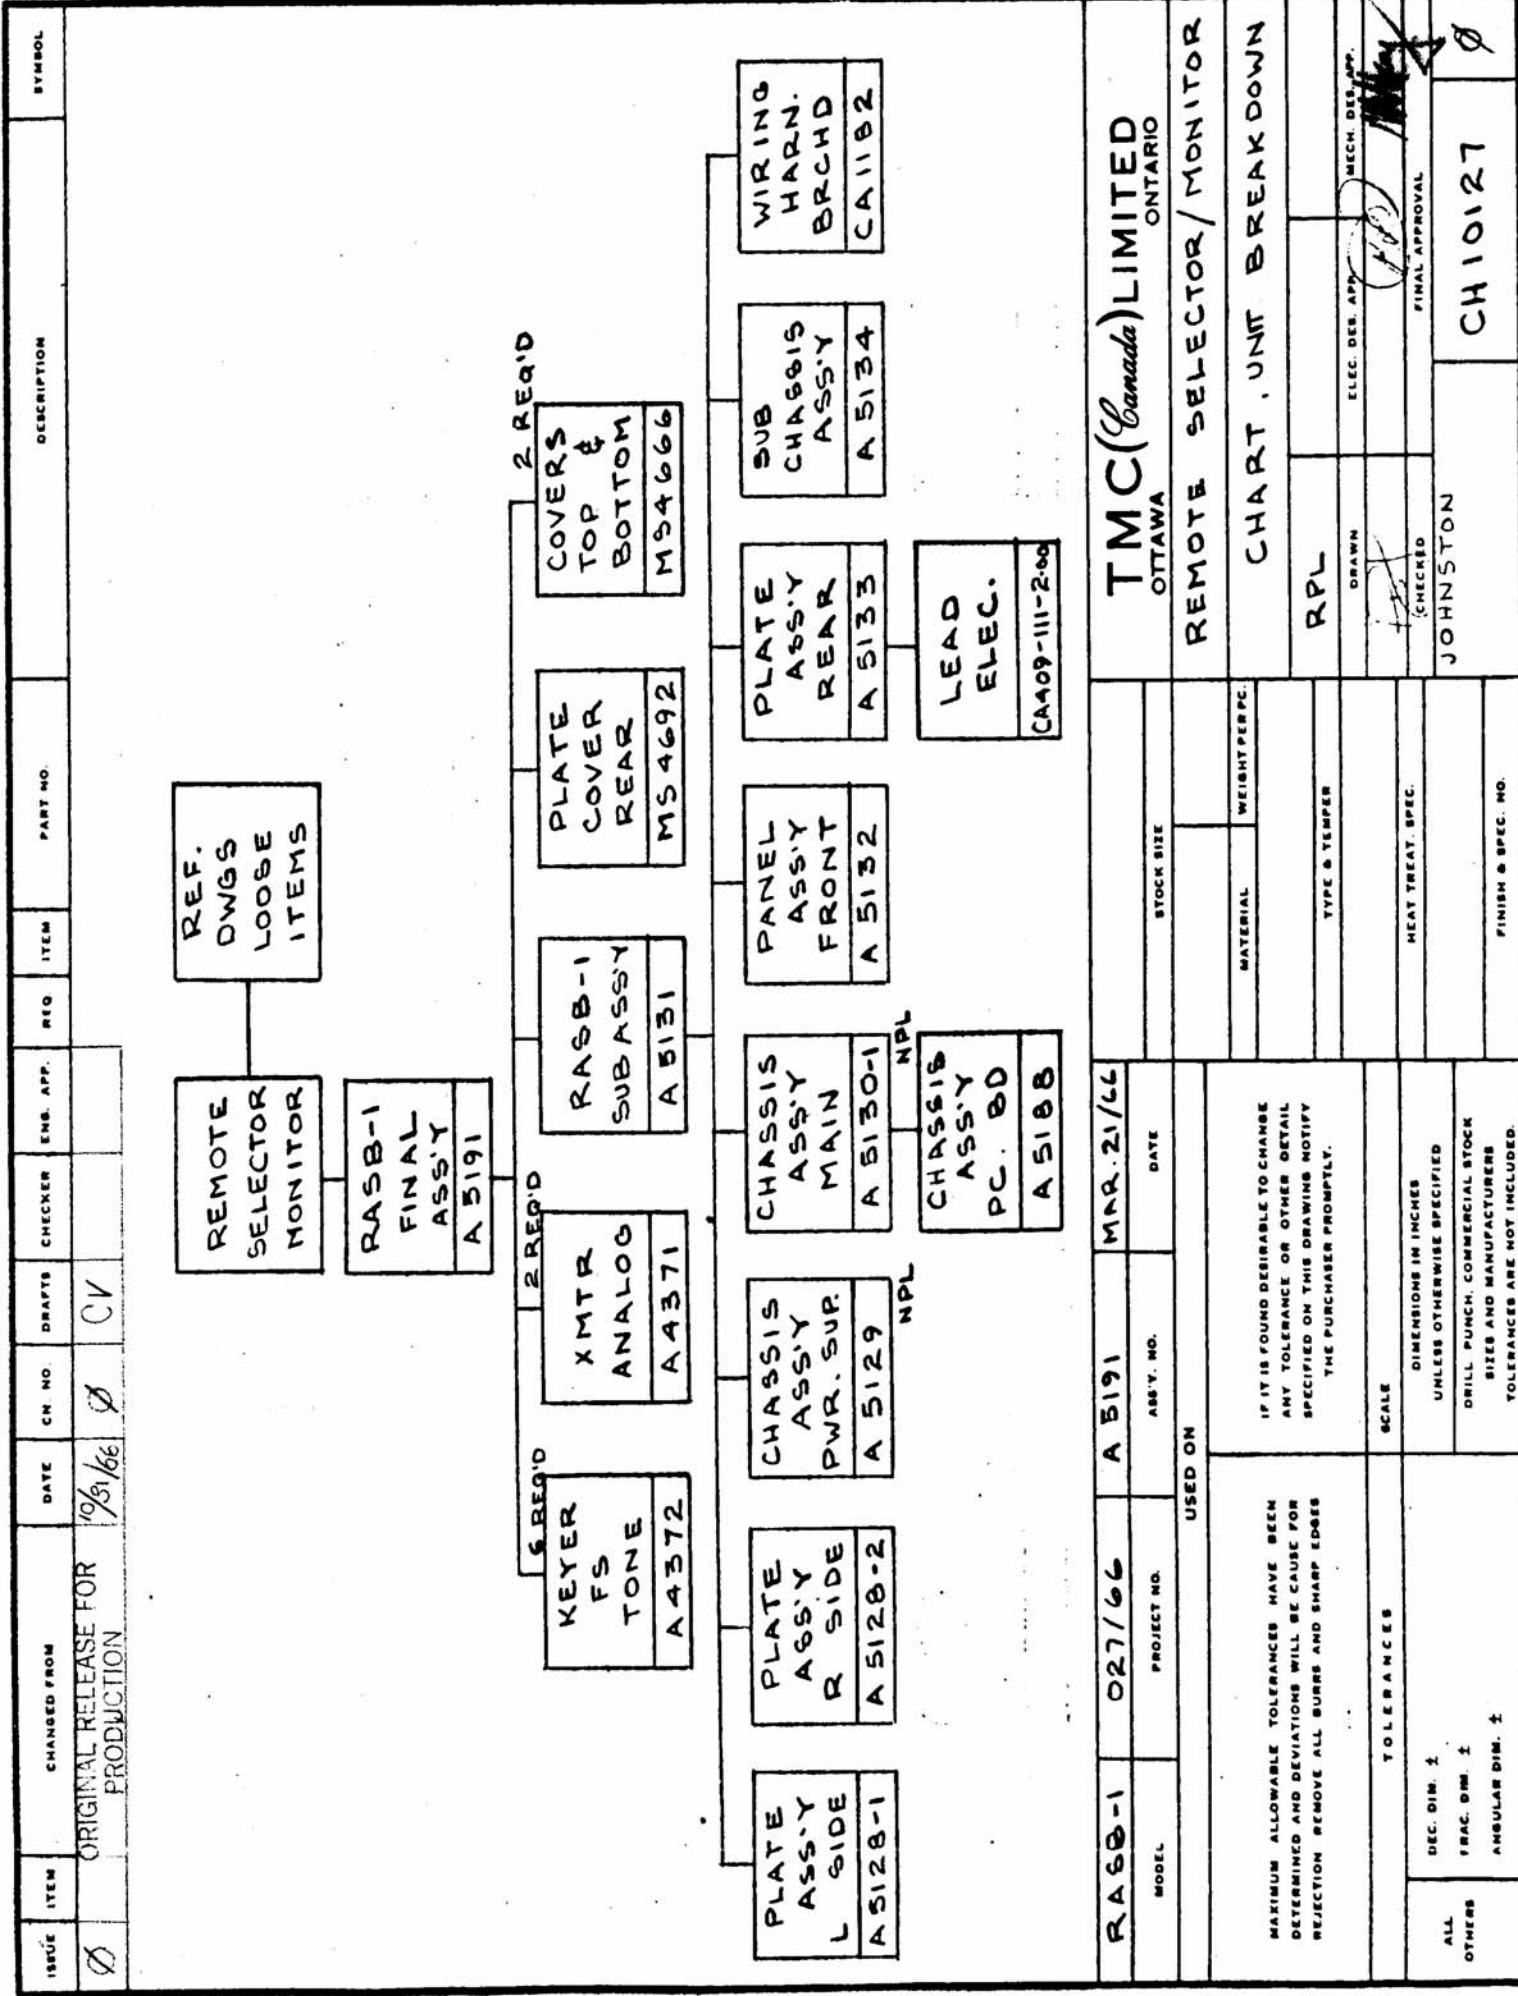 ISSUE ITEM CHANGED FROM DATE CN. NO. DRAFTS CHECKER ENG. APP. REQ ITEM PART NO. DESCRIPTION SYMBOL
Ø ORIGINAL RELEASE FOR 10/31/66 Ø CV
PRODUCTION
REMOTE
SELECTOR
MONITOR
REF.
DWGS
LOOSE
ITEMS
RASB-1
FINAL
ASS'Y
A 5191
6 REQ'D
KEYER
FS
TONE
A4372
2 REQ'D
XMTR
ANALOG
A4371
RASB-1
SUBASSY
A 5131
PLATE
COVER
REAR
MS 4692
2 REQ'D
COVERS
TOP &
BOTTOM
MS4666
PLATE
ASS'Y
L SIDE
A5128-1
PLATE
ASS'Y
R SIDE
A 5128-2
CHASSIS
ASS'Y
PWR. SUP.
A 5129
NPL
CHASSIS
ASS'Y
MAIN
A 5130-1
NPL
CHASSIS
ASS'Y
PC. BD
A 5188
PANEL
ASS'Y
FRONT
A 5132
PLATE
ASS'Y
REAR
A 5133
LEAD
ELEC.
CA409-111-2.00
SUB
CHASSIS
ASS'Y
A 5134
WIRING
HARN.
BRCHD
CA1182
RASB-1 027/66 A 5191 MAR. 21/66
MODEL PROJECT NO. ASS'Y. NO. DATE
USED ON
MAXIMUM ALLOWABLE TOLERANCES HAVE BEEN
DETERMINED AND DEVIATIONS WILL BE CAUSE FOR
REJECTION REMOVE ALL BURRS AND SHARP EDGES
IF IT IS FOUND DESIRABLE TO CHANGE
ANY TOLERANCE OR OTHER DETAIL
SPECIFIED ON THIS DRAWING NOTIFY
THE PURCHASER PROMPTLY.
TOLERANCES
SCALE
ALL
OTHERS
DEC. DIM. ±
FRAC. DIM. ±
ANGULAR DIM. ±
DIMENSIONS IN INCHES
UNLESS OTHERWISE SPECIFIED
DRILL, PUNCH, COMMERCIAL STOCK
SIZES AND MANUFACTURERS
TOLERANCES ARE NOT INCLUDED.
STOCK SIZE
MATERIAL WEIGHT PER PC.
TYPE & TEMPER
HEAT TREAT. SPEC.
FINISH & SPEC. NO.
TMC (Canada) LIMITED
OTTAWA ONTARIO
REMOTE SELECTOR/MONITOR
CHART, UNIT BREAKDOWN
RPL
DRAWN ELEC. DES. APP. MECH. DES. APP.
CHECKED FINAL APPROVAL
JOHNSTON CH10127 Ø